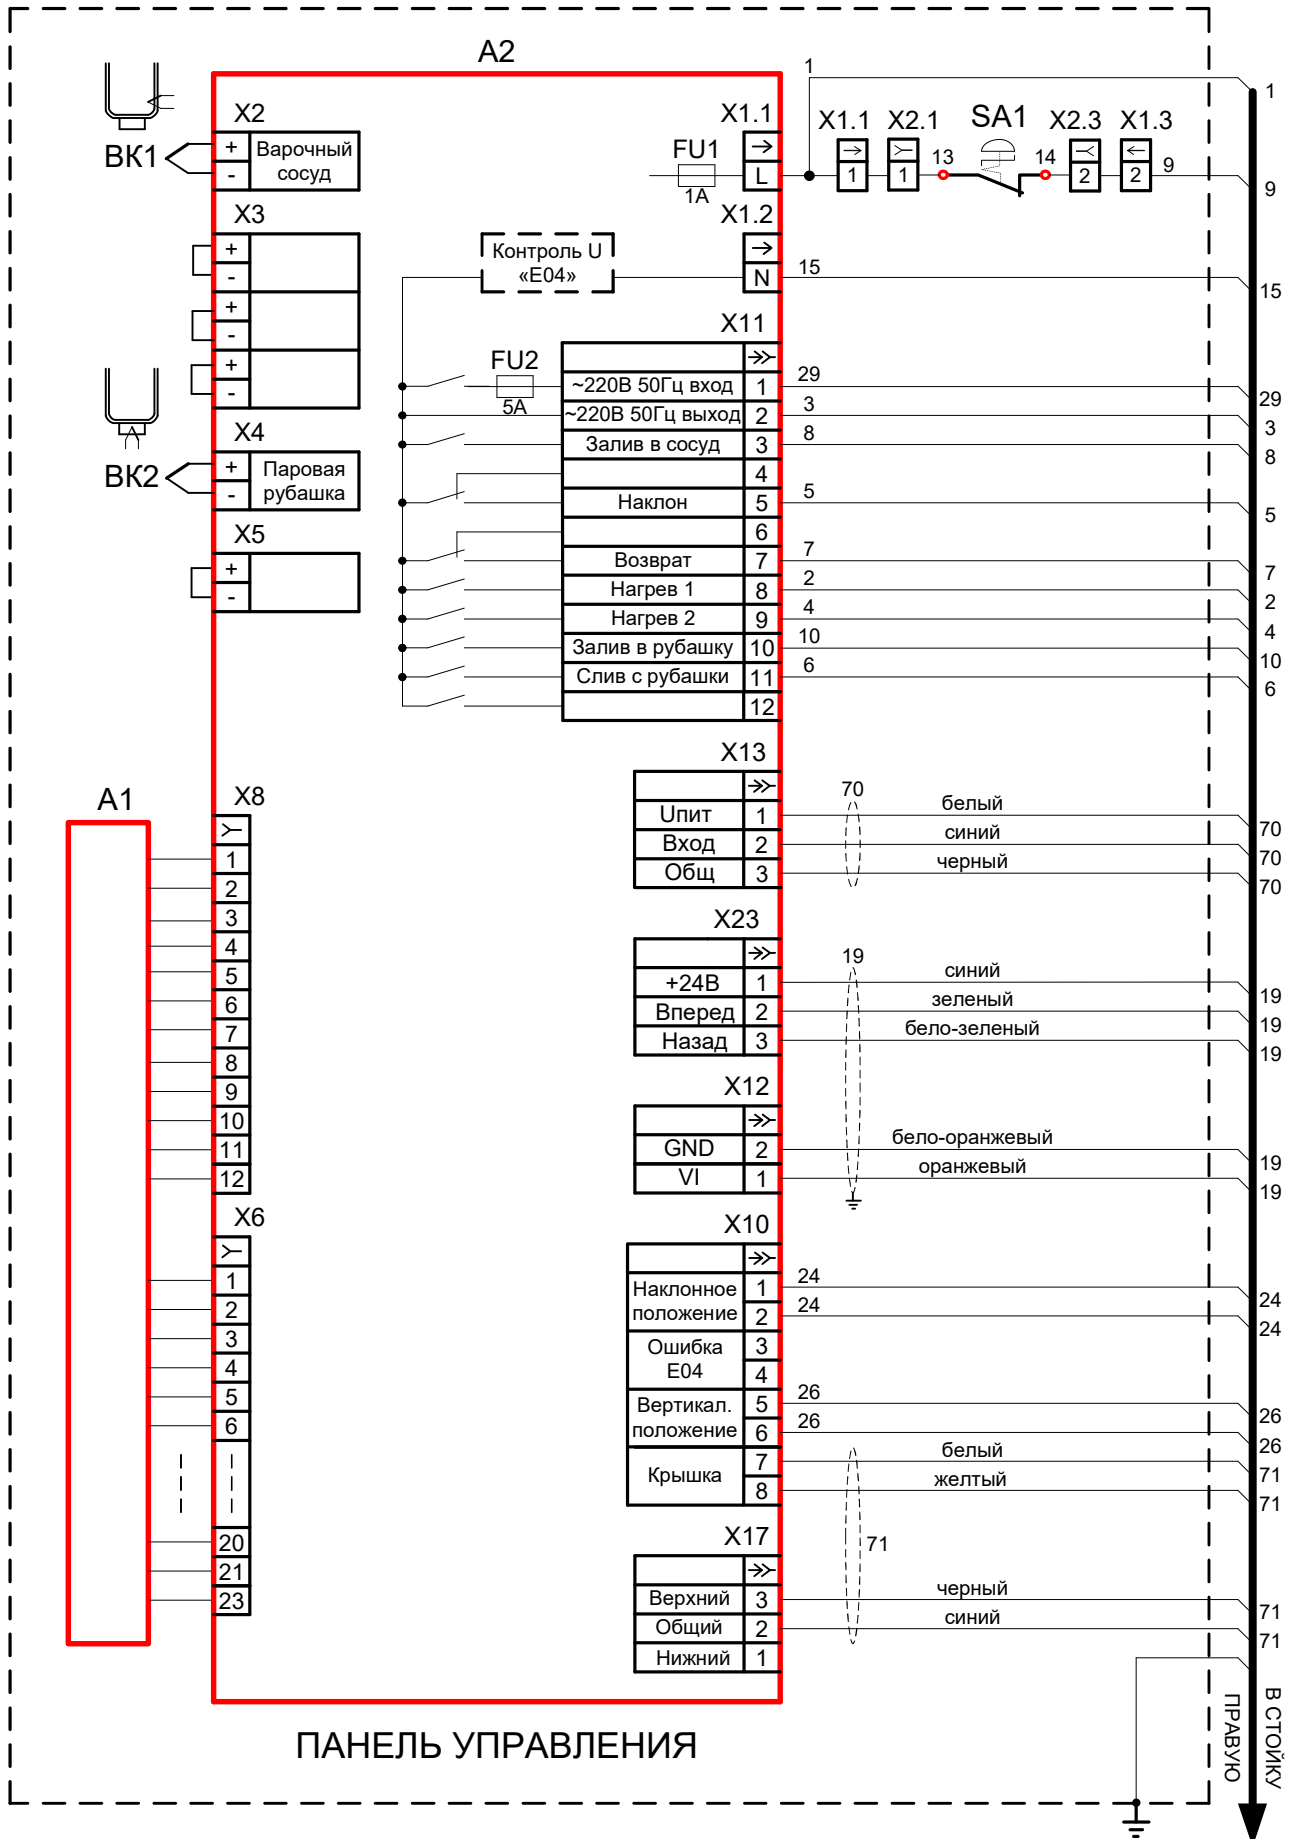 A2
1
1
X2
X1.1
X1.1
X2.1
SA1
X2.3
X1.3
ВК1
+
-
Варочный
сосуд
FU1
1A
L
1
1
13
14
2
2
9
9
X3
X1.2
+
-
+
-
+
-
Контроль U
«E04»
N
15
15
X11
FU2
5A
~220В 50Гц вход
1
29
29
~220В 50Гц выход
2
3
3
Залив в сосуд
3
8
8
4
Наклон
5
5
5
6
Возврат
7
7
7
Нагрев 1
8
2
2
Нагрев 2
9
4
4
Залив в рубашку
10
10
10
Слив с рубашки
11
6
6
12
X4
ВК2
+
-
Паровая
рубашка
X5
+
-
X13
70
Uпит
1
белый
70
Вход
2
синий
70
Общ
3
черный
70
A1
X8
1
2
3
4
5
6
7
8
9
10
11
12
X23
19
+24В
1
синий
19
Вперед
2
зеленый
19
Назад
3
бело-зеленый
19
X12
GND
2
бело-оранжевый
19
VI
1
оранжевый
19
X6
1
2
3
4
5
6
20
21
23
X10
Наклонное
положение
1
24
24
2
24
24
Ошибка
E04
3
4
Вертикал.
положение
5
26
26
6
26
26
Крышка
7
белый
71
8
желтый
71
X17
71
Верхний
3
черный
71
Общий
2
синий
71
Нижний
1
ПАНЕЛЬ УПРАВЛЕНИЯ
В СТОЙКУ
ПРАВУЮ